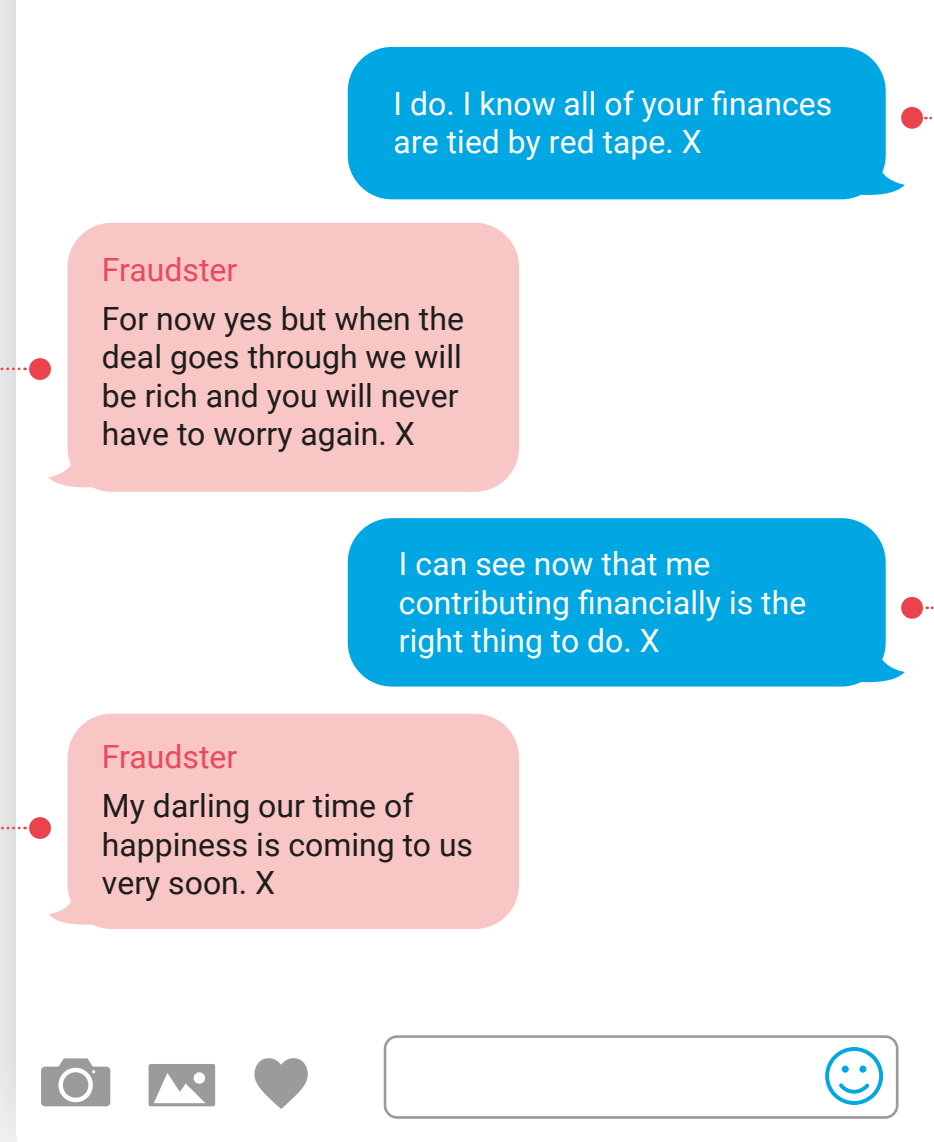 I do. I know all of your finances
are tied by red tape. X
Fraudster
For now yes but when the
deal goes through we will
be rich and you will never
have to worry again. X
I can see now that me
contributing financially is the
right thing to do. X
Fraudster
My darling our time of
happiness is coming to us
very soon. X